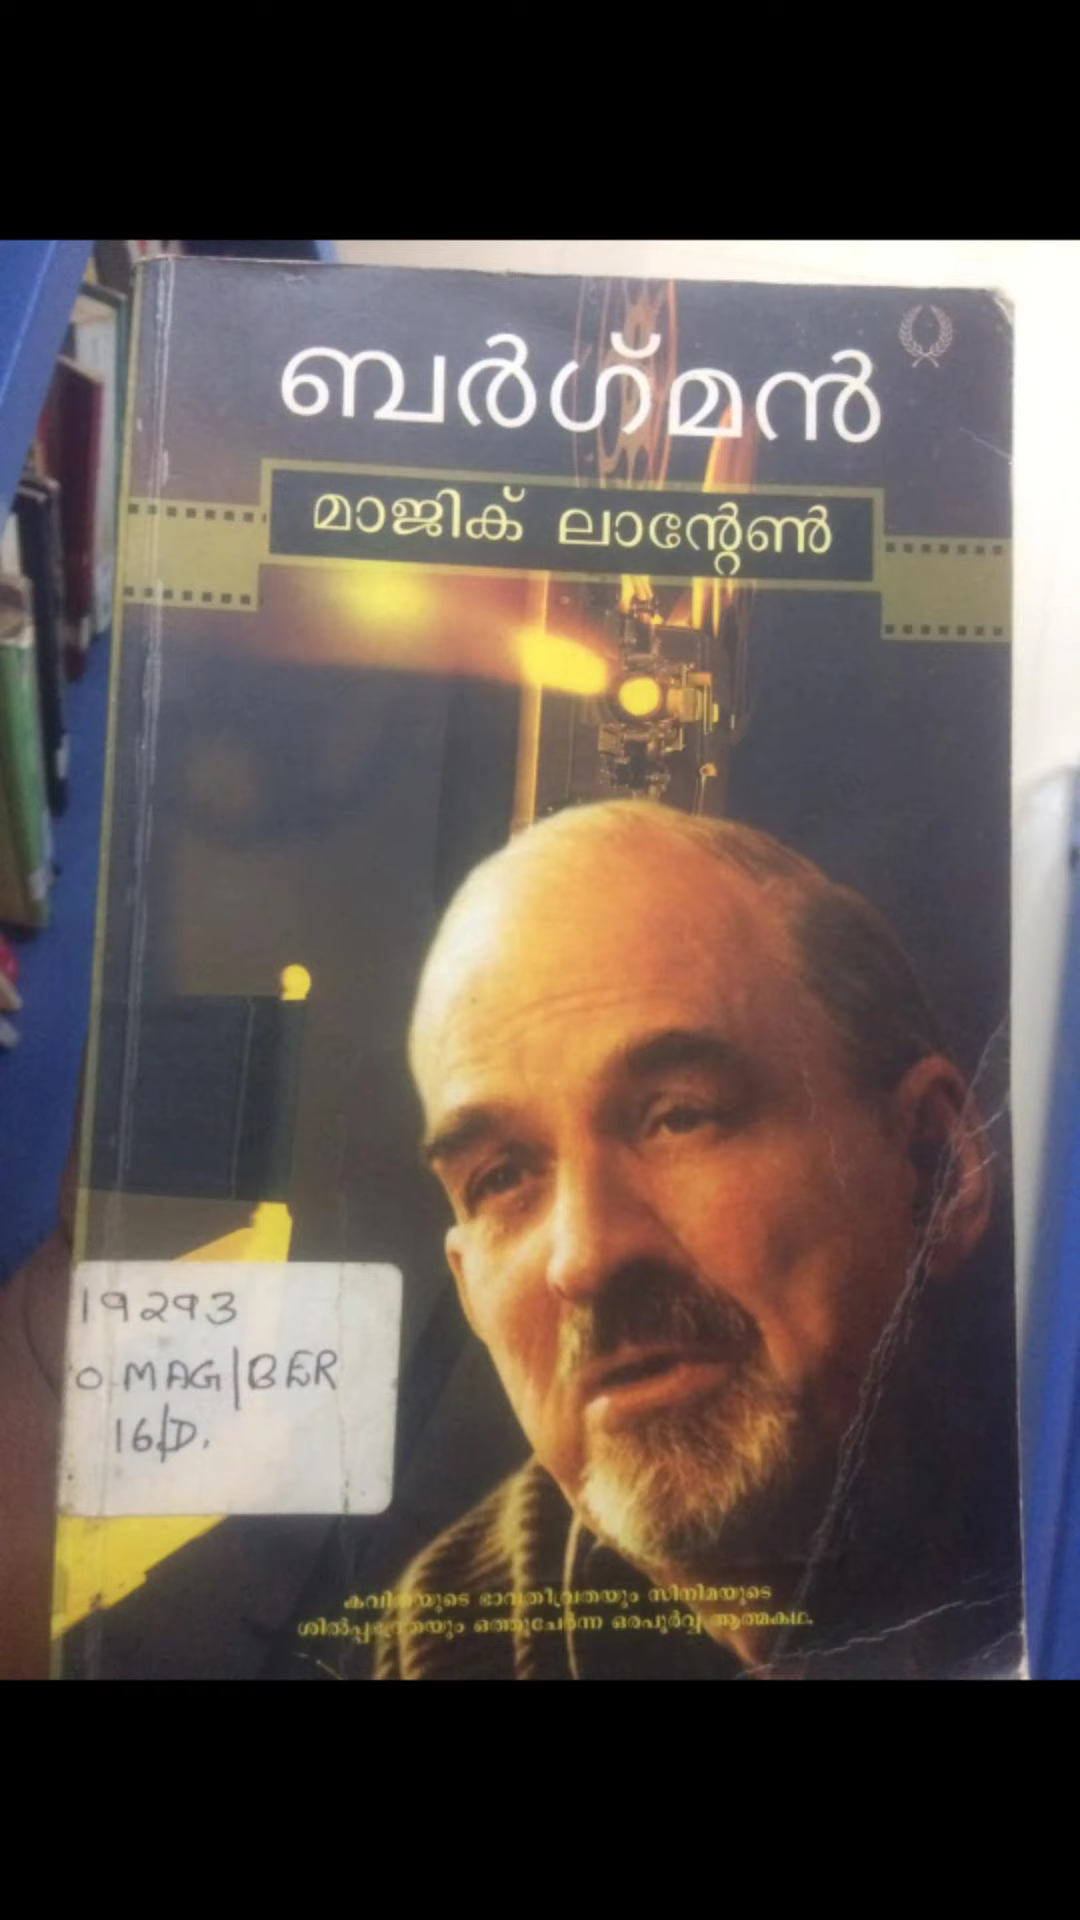 ബർഗ്‌മൻ
മാജിക് ലാന്റേൺ
19293
O MAG/BER
16/D.
കവിതയുടെ ഭാവതീവ്രതയും സിനിമയുടെ
ശിൽപ്പഭദ്രതയും ഒത്തുചേർന്ന ഒരപൂർവ്വ ആത്മകഥ.